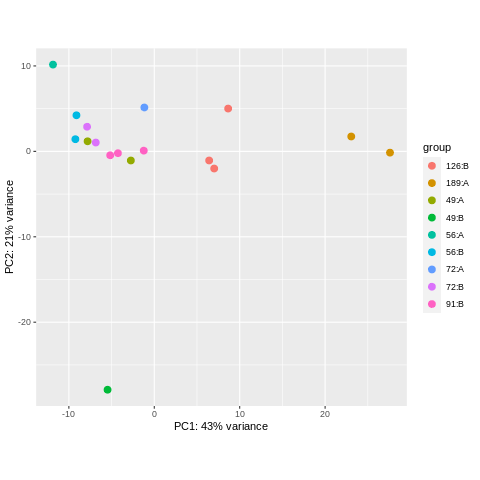 10
0
-10
-20
-10
0
10
20
PC1: 43% variance
PC2: 21% variance
group
126:B
189:A
49:A
49:B
56:A
56:B
72:A
72:B
91:B